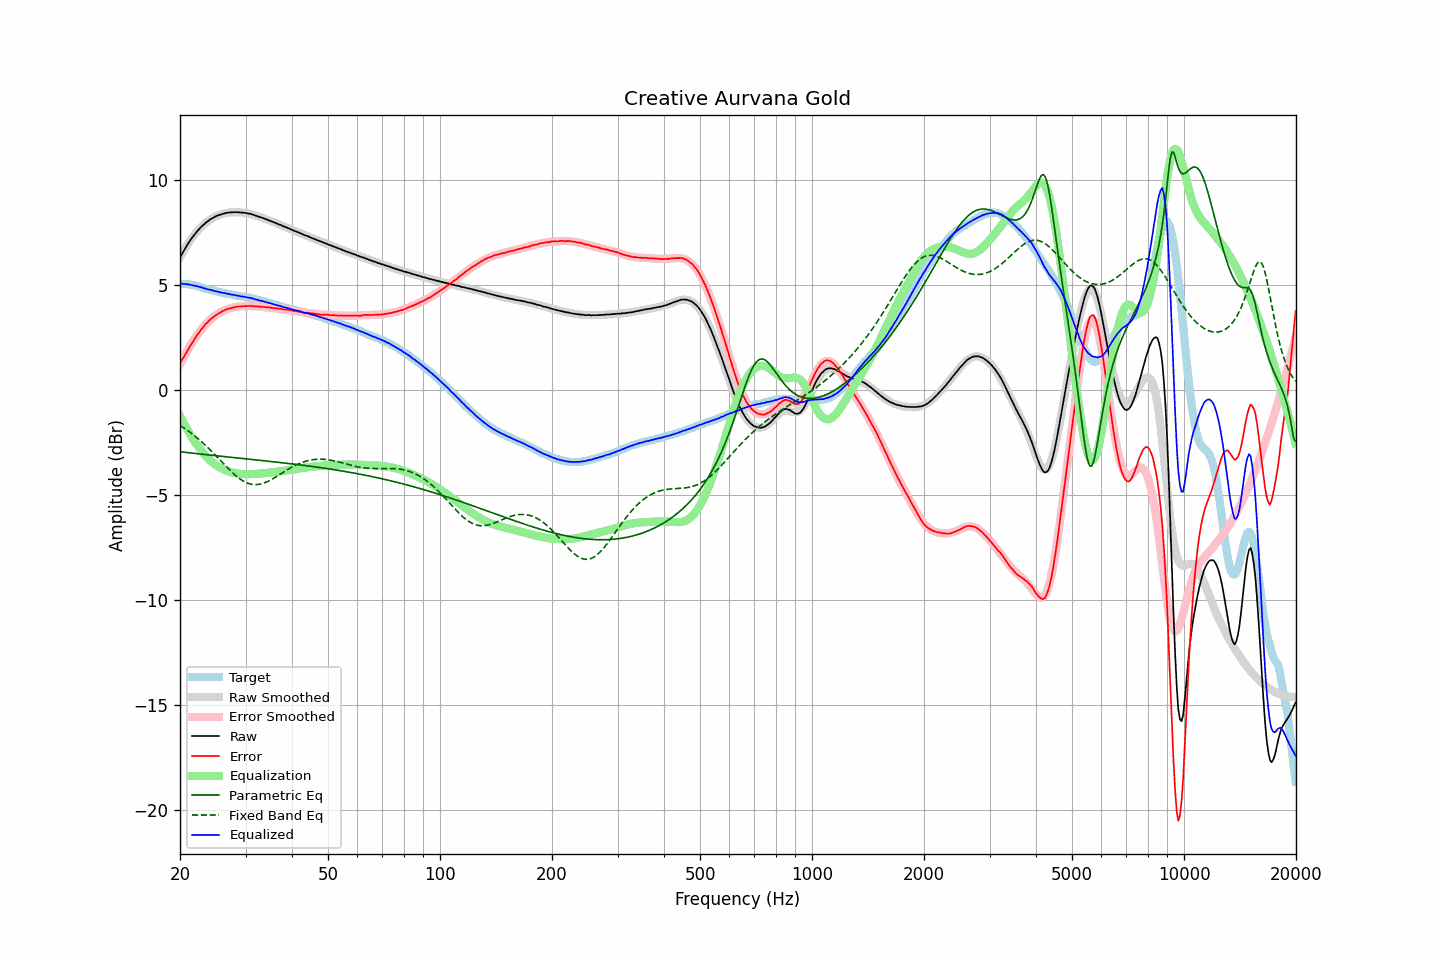 Creative Aurvana Gold
Amplitude (dBr)
10
5
0
−5
−10
−15
−20
Target
Raw Smoothed
Error Smoothed
Raw
Error
Equalization
Parametric Eq
Fixed Band Eq
Equalized
20 50 100 200 500 1000 2000 5000 10000 20000
Frequency (Hz)